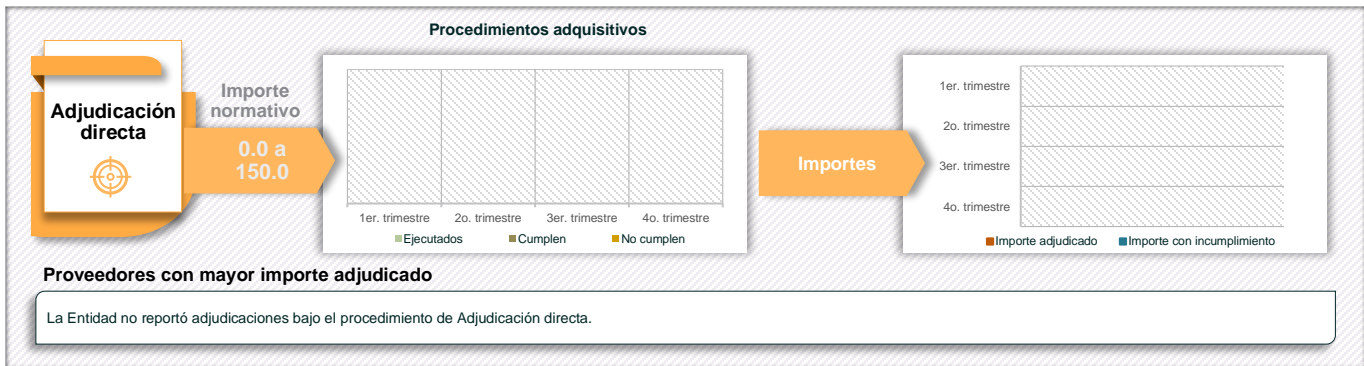 Procedimientos adquisitivos
Adjudicación
directa
Importe
normativo
0.0 a
150.0
1er. trimestre
2o. trimestre
3er. trimestre
4o. trimestre
Ejecutados
Cumplen
No cumplen
Importes
1er. trimestre
2o. trimestre
3er. trimestre
4o. trimestre
Importe adjudicado
Importe con incumplimiento
Proveedores con mayor importe adjudicado
La Entidad no reportó adjudicaciones bajo el procedimiento de Adjudicación directa.